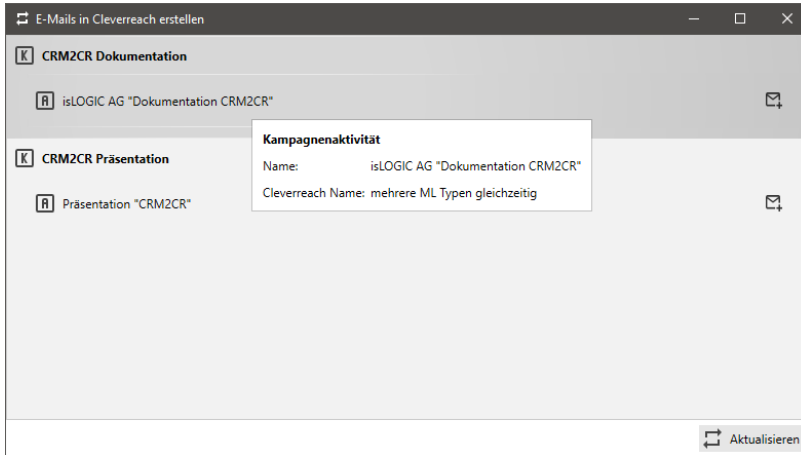 E-Mails in Cleverreach erstellen
K CRM2CR Dokumentation
A isLOGIC AG "Dokumentation CRM2CR"
Kampagnenaktivität
K CRM2CR Präsentation
Name: isLOGIC AG "Dokumentation CRM2CR"
Cleverreach Name: mehrere ML Typen gleichzeitig
A Präsentation "CRM2CR"
Aktualisieren